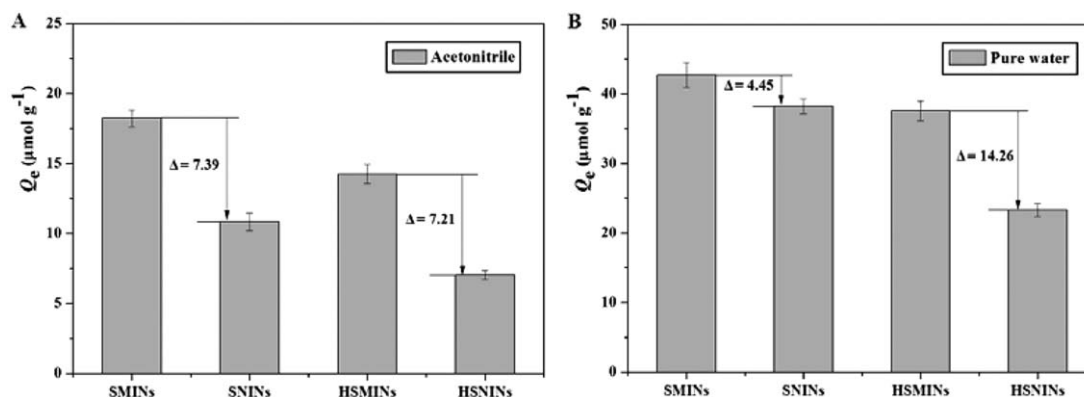 A
Acetonitrile
Qe (μmol g⁻¹)
25
20
15
10
5
0
Δ = 7.39
Δ = 7.21
SMINs SNINs HSMINs HSNINs
B
Pure water
Qe (μmol g⁻¹)
50
40
30
20
10
0
Δ = 4.45
Δ = 14.26
SMINs SNINs HSMINs HSNINs